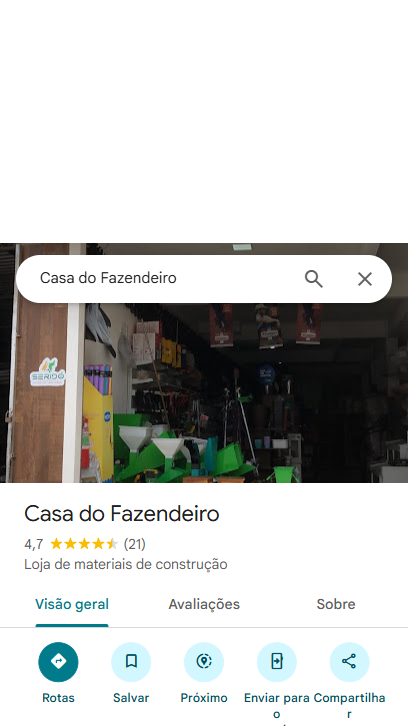 Casa do Fazendeiro
SERIDÓ
Casa do Fazendeiro
4,7 (21)
Loja de materiais de construção
Visão geral Avaliações Sobre
Rotas Salvar Próximo Enviar para Compartilha
o r